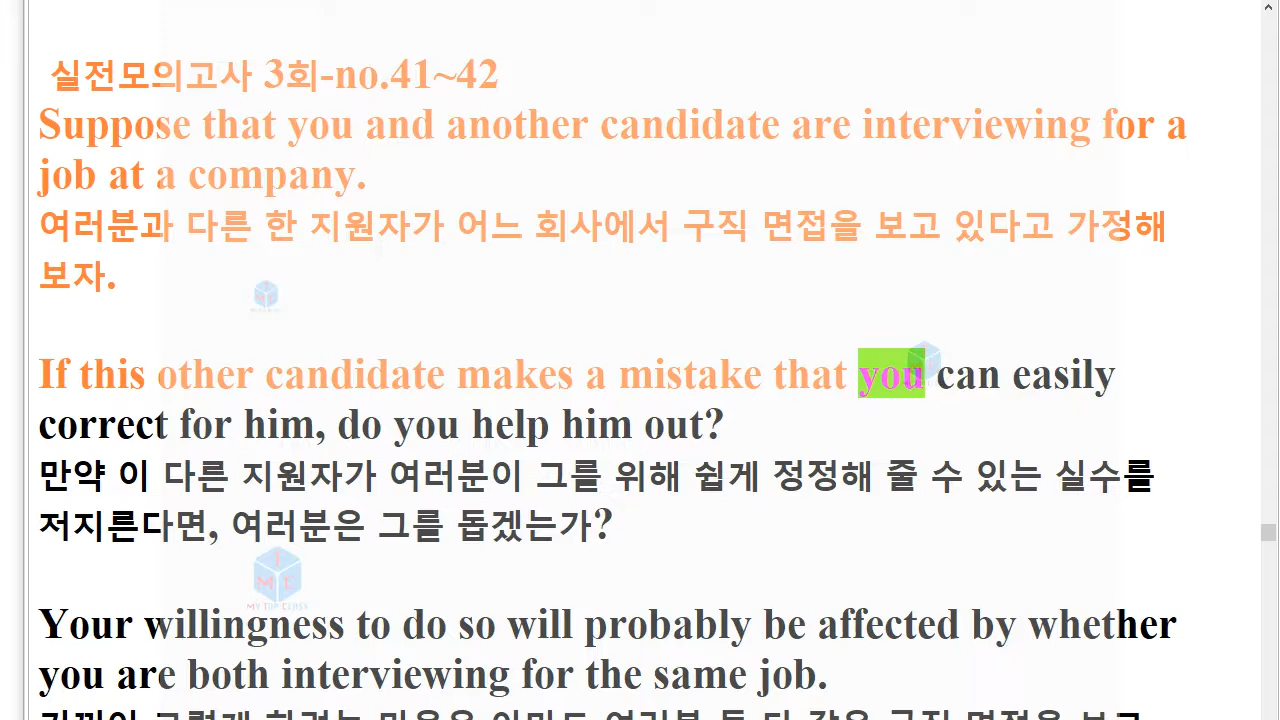 실전모의고사 3회-no.41~42
Suppose that you and another candidate are interviewing for a
job at a company.
여러분과 다른 한 지원자가 어느 회사에서 구직 면접을 보고 있다고 가정해
보자.
If this other candidate makes a mistake that you can easily
correct for him, do you help him out?
만약 이 다른 지원자가 여러분이 그를 위해 쉽게 정정해 줄 수 있는 실수를
저지른다면, 여러분은 그를 돕겠는가?
MY TOP CLASS
Your willingness to do so will probably be affected by whether
you are both interviewing for the same job.